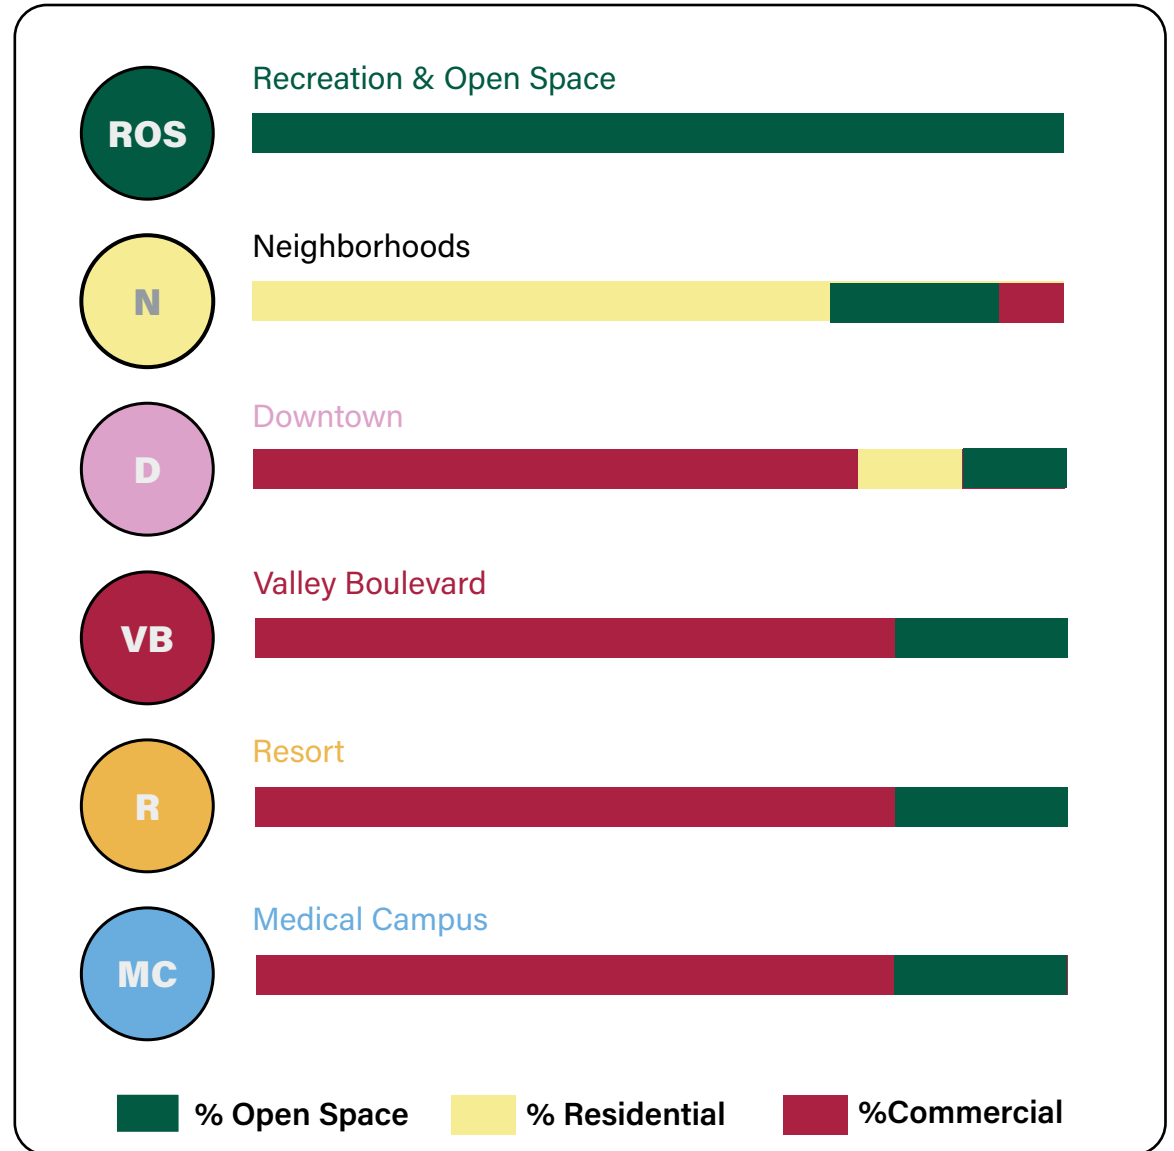 Recreation & Open Space
ROS
Neighborhoods
N
Downtown
D
Valley Boulevard
VB
Resort
R
Medical Campus
MC
% Open Space
% Residential
%Commercial